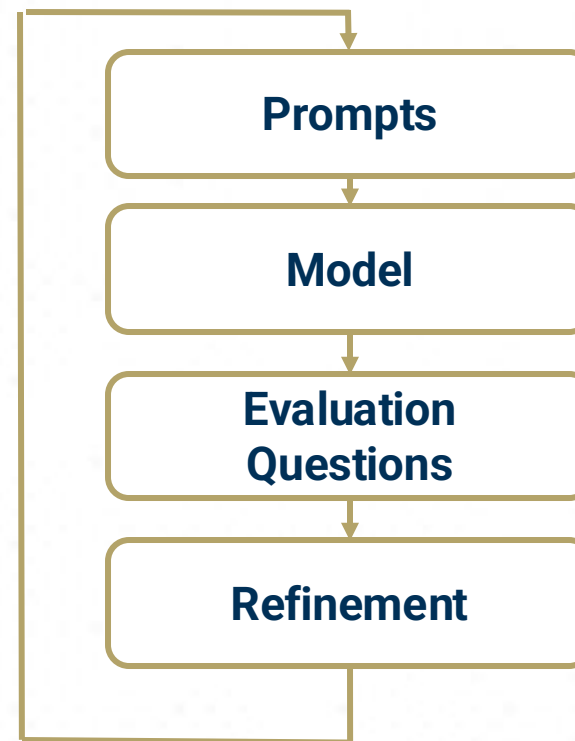 Prompts
Model
Evaluation
Questions
Refinement